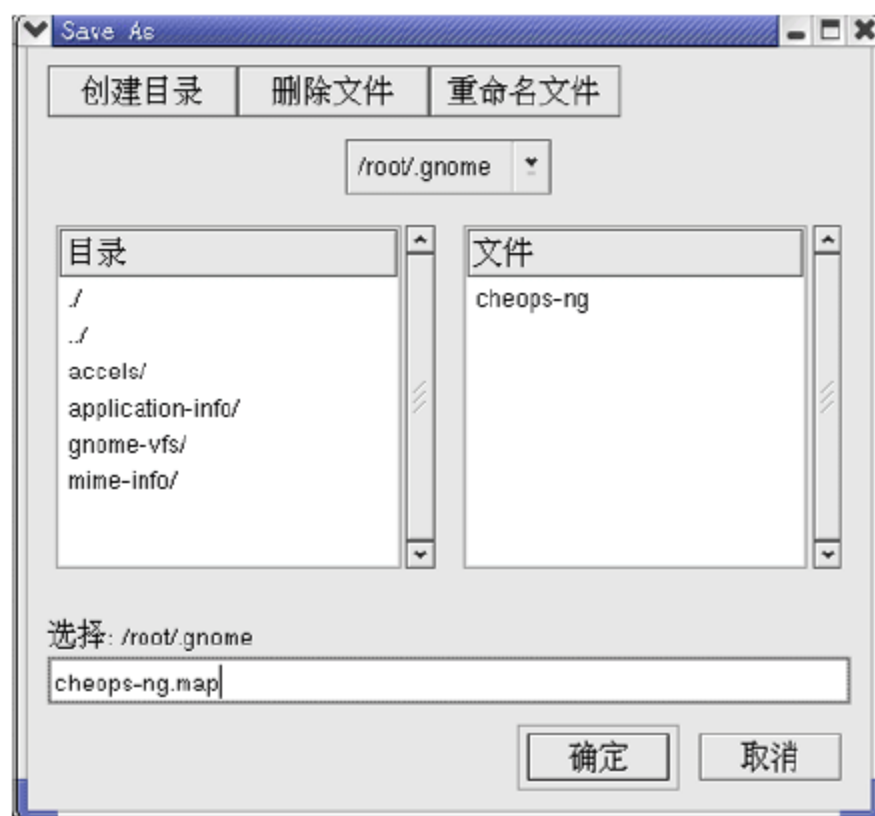 Save As
创建目录 删除文件 重命名文件
/root/.gnome
目录
./
../
accels/
application-info/
gnome-vfs/
mime-info/
文件
cheops-ng
选择: /root/.gnome
cheops-ng.map
确定 取消